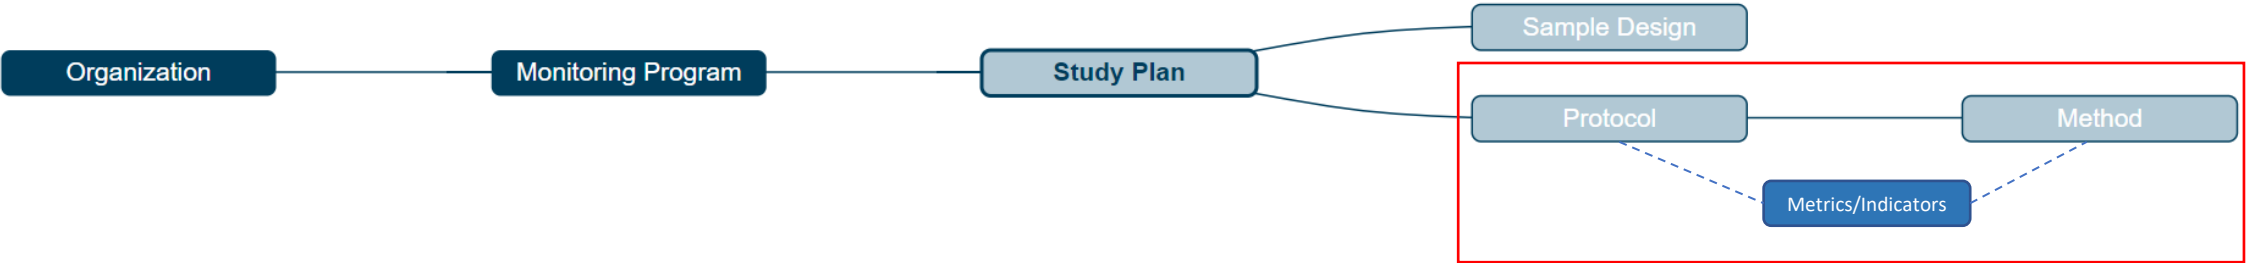 Organization
Monitoring Program
Study Plan
Sample Design
Protocol
Method
Metrics/Indicators